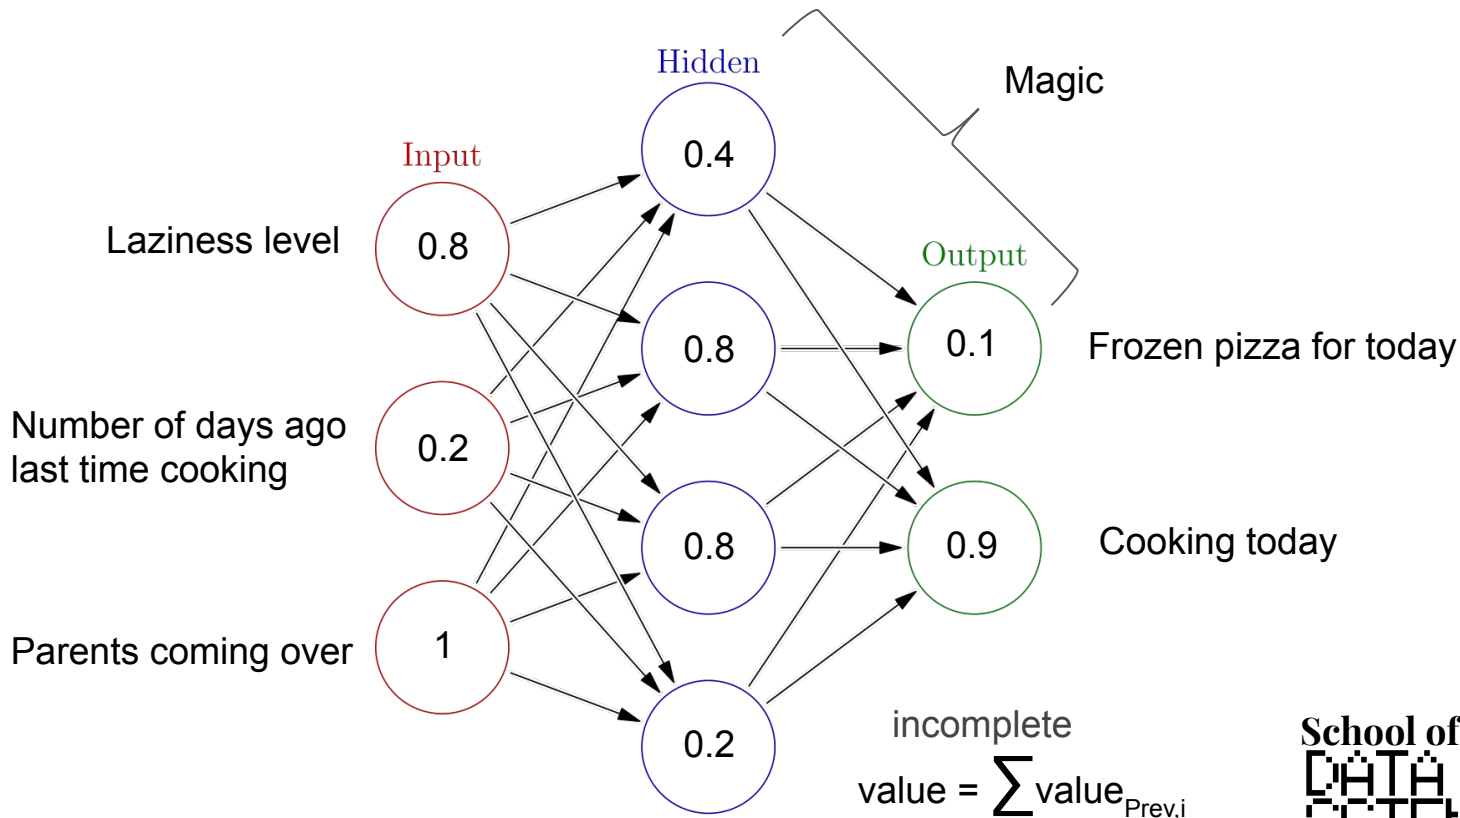 Hidden
Magic
Input
0.4
Laziness level
0.8
Output
0.8
0.1
Frozen pizza for today
Number of days ago
last time cooking
0.2
0.8
0.9
Cooking today
Parents coming over
1
0.2
incomplete
value = ∑value Prev,i
School of
DATA